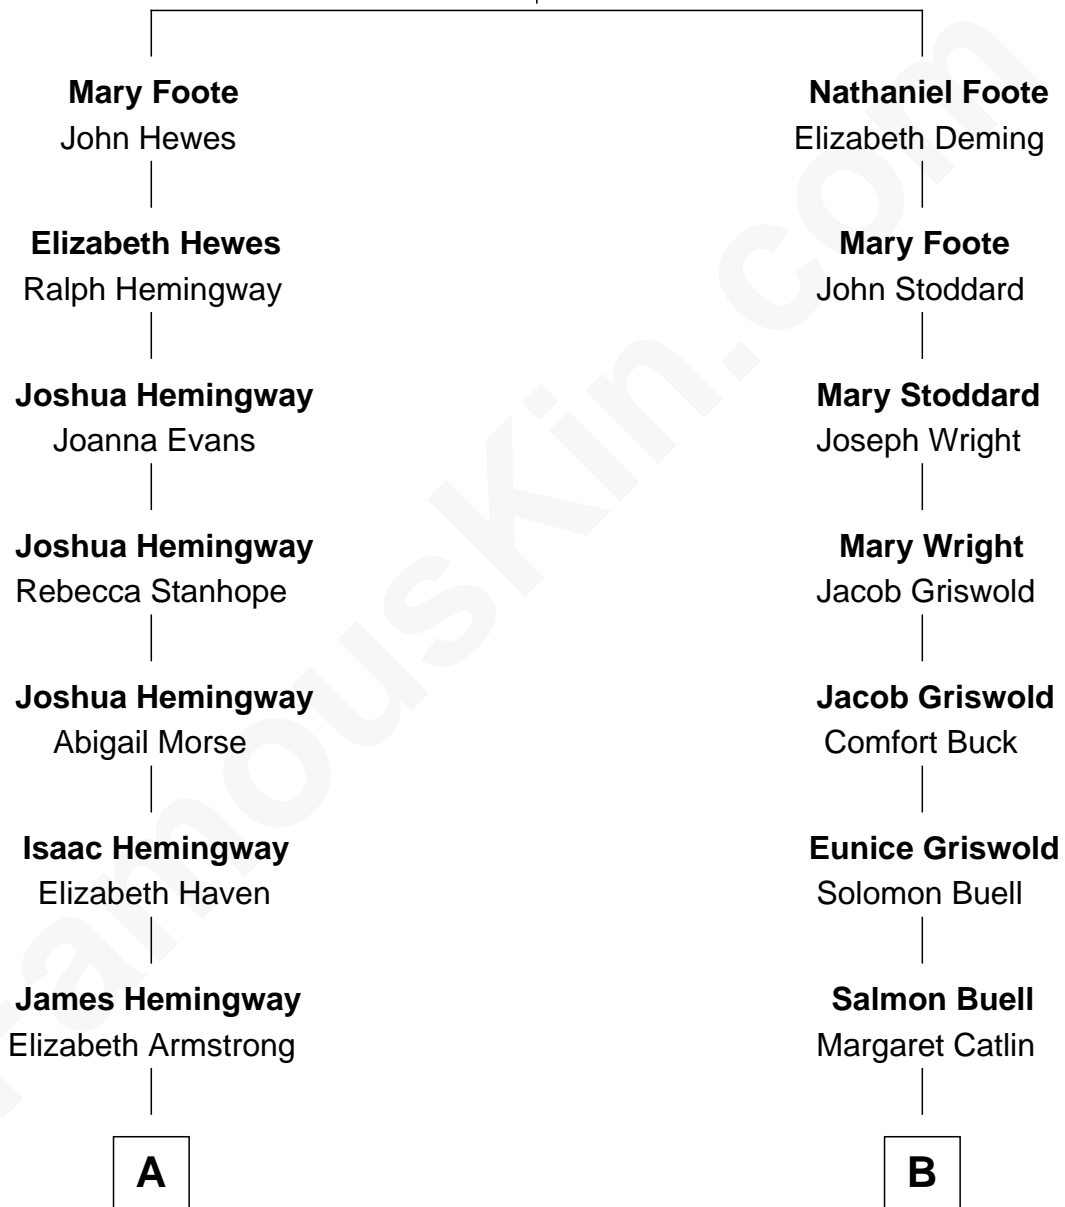 Mary Foote
John Hewes
Nathaniel Foote
Elizabeth Deming
Elizabeth Hewes
Ralph Hemingway
Mary Foote
John Stoddard
Joshua Hemingway
Joanna Evans
Mary Stoddard
Joseph Wright
Joshua Hemingway
Rebecca Stanhope
Mary Wright
Jacob Griswold
Joshua Hemingway
Abigail Morse
Jacob Griswold
Comfort Buck
Isaac Hemingway
Elizabeth Haven
Eunice Griswold
Solomon Buell
James Hemingway
Elizabeth Armstrong
Salmon Buell
Margaret Catlin
A
B
FamousKin.com